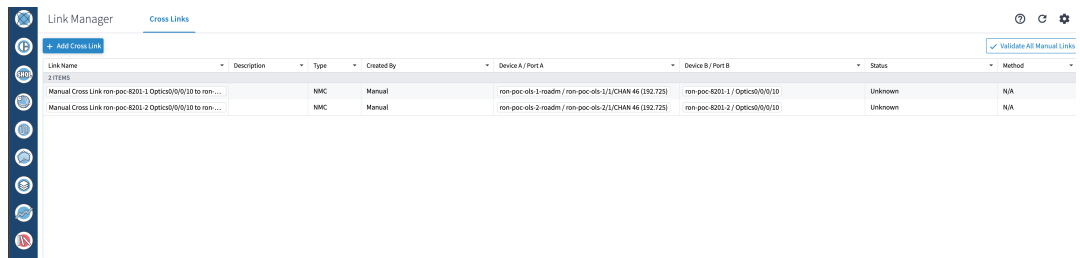 Link Manager Cross Links
+ Add Cross Link
Validate All Manual Links
SHQL
Link Name Description Type Created By Device A / Port A Device B / Port B Status Method
2 ITEMS
Manual Cross Link ron-poc-8201-1 Optics0/0/0/10 to ron-... NMC Manual ron-poc-ols-1-roadm / ron-poc-ols-1/1/CHAN 46 (192.725) ron-poc-8201-1 / Optics0/0/0/10 Unknown N/A
Manual Cross Link ron-poc-8201-2 Optics0/0/0/10 to ron-... NMC Manual ron-poc-ols-2-roadm / ron-poc-ols-2/1/CHAN 46 (192.725) ron-poc-8201-2 / Optics0/0/0/10 Unknown N/A